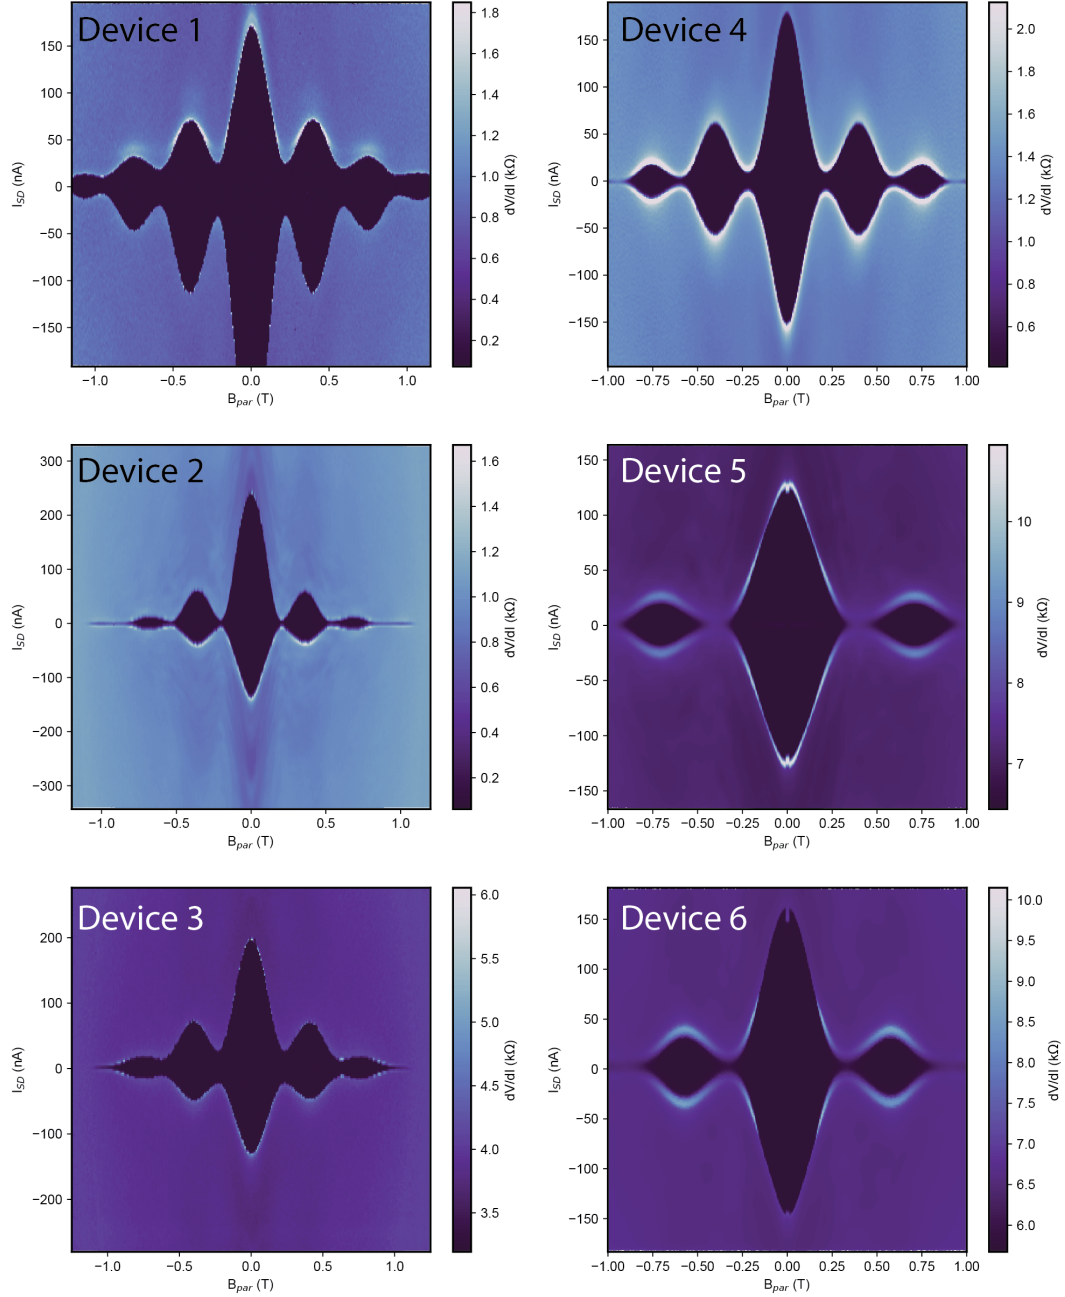 Device 1
150
100
50
0
−50
−100
−150
I_SD (nA)
−1.0 −0.5 0.0 0.5 1.0
B_par (T)
1.8
1.6
1.4
1.2
1.0
0.8
0.6
0.4
0.2
dV/dI (kΩ)
Device 4
150
100
50
0
−50
−100
−150
I_SD (nA)
−1.00 −0.75 −0.50 −0.25 0.00 0.25 0.50 0.75 1.00
B_par (T)
2.0
1.8
1.6
1.4
1.2
1.0
0.8
0.6
dV/dI (kΩ)
Device 2
300
200
100
0
−100
−200
−300
I_SD (nA)
−1.0 −0.5 0.0 0.5 1.0
B_par (T)
1.6
1.4
1.2
1.0
0.8
0.6
0.4
0.2
dV/dI (kΩ)
Device 5
150
100
50
0
−50
−100
−150
I_SD (nA)
−1.00 −0.75 −0.50 −0.25 0.00 0.25 0.50 0.75 1.00
B_par (T)
10
9
8
7
dV/dI (kΩ)
Device 3
200
100
0
−100
−200
I_SD (nA)
−1.0 −0.5 0.0 0.5 1.0
B_par (T)
6.0
5.5
5.0
4.5
4.0
3.5
dV/dI (kΩ)
Device 6
150
100
50
0
−50
−100
−150
I_SD (nA)
−1.00 −0.75 −0.50 −0.25 0.00 0.25 0.50 0.75 1.00
B_par (T)
10.0
9.5
9.0
8.5
8.0
7.5
7.0
6.5
6.0
dV/dI (kΩ)